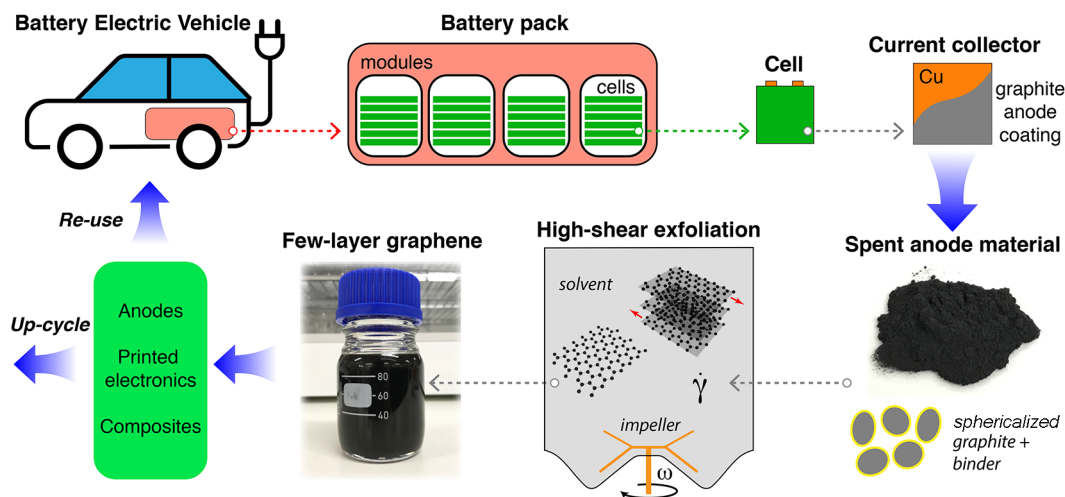 Battery Electric Vehicle
Battery pack
modules
cells
Cell
Current collector
Cu
graphite
anode
coating
Re-use
Few-layer graphene
High-shear exfoliation
Spent anode material
solvent
Up-cycle
Anodes
Printed
electronics
Composites
80
60
40
γ̇
impeller
ω
sphericalized
graphite +
binder